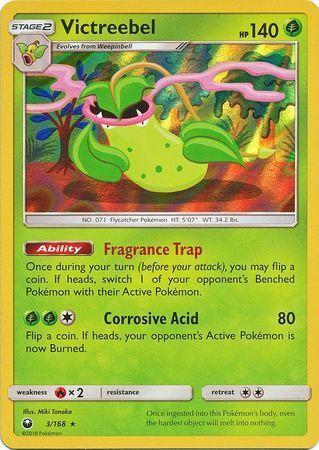 STAGE2
Victreebel
HP 140
Evolves from Weepinbell
NO. 071 Flycatcher Pokémon HT: 5'07" WT: 34.2 lbs.
Ability Fragrance Trap
Once during your turn (before your attack), you may flip
a coin. If heads, switch 1 of your opponent's Benched
Pokémon with their Active Pokémon.
Corrosive Acid 80
Flip a coin. If heads, your opponent's Active Pokémon is
now Burned.
weakness × 2 resistance retreat
Illus. Miki Tanaka
3/168 ★
©2018 Pokémon
Once ingested into this Pokémon's body, even
the hardest object will melt into nothing.